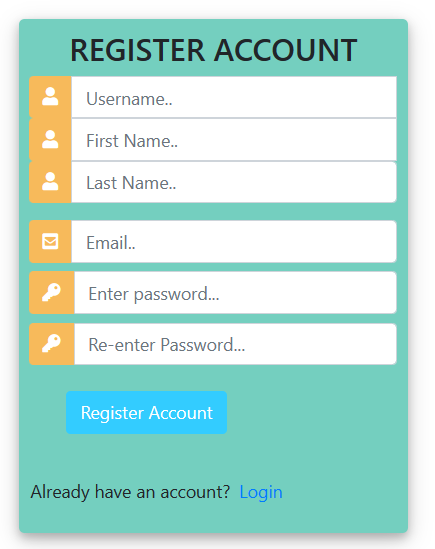 REGISTER ACCOUNT
Username..
First Name..
Last Name..
Email..
Enter password...
Re-enter Password...
Register Account
Already have an account? Login